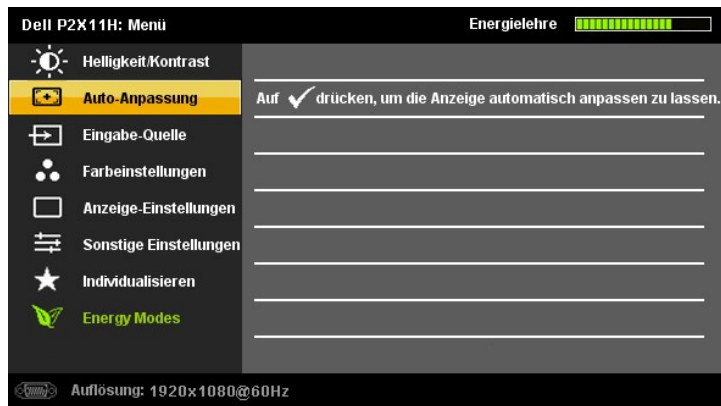 Dell P2X11H: Menü
Energielehre
Helligkeit/Kontrast
Auto-Anpassung
Auf ✓ drücken, um die Anzeige automatisch anpassen zu lassen.
Eingabe-Quelle
Farbeinstellungen
Anzeige-Einstellungen
Sonstige Einstellungen
Individualisieren
Energy Modes
Auflösung: 1920x1080@60Hz